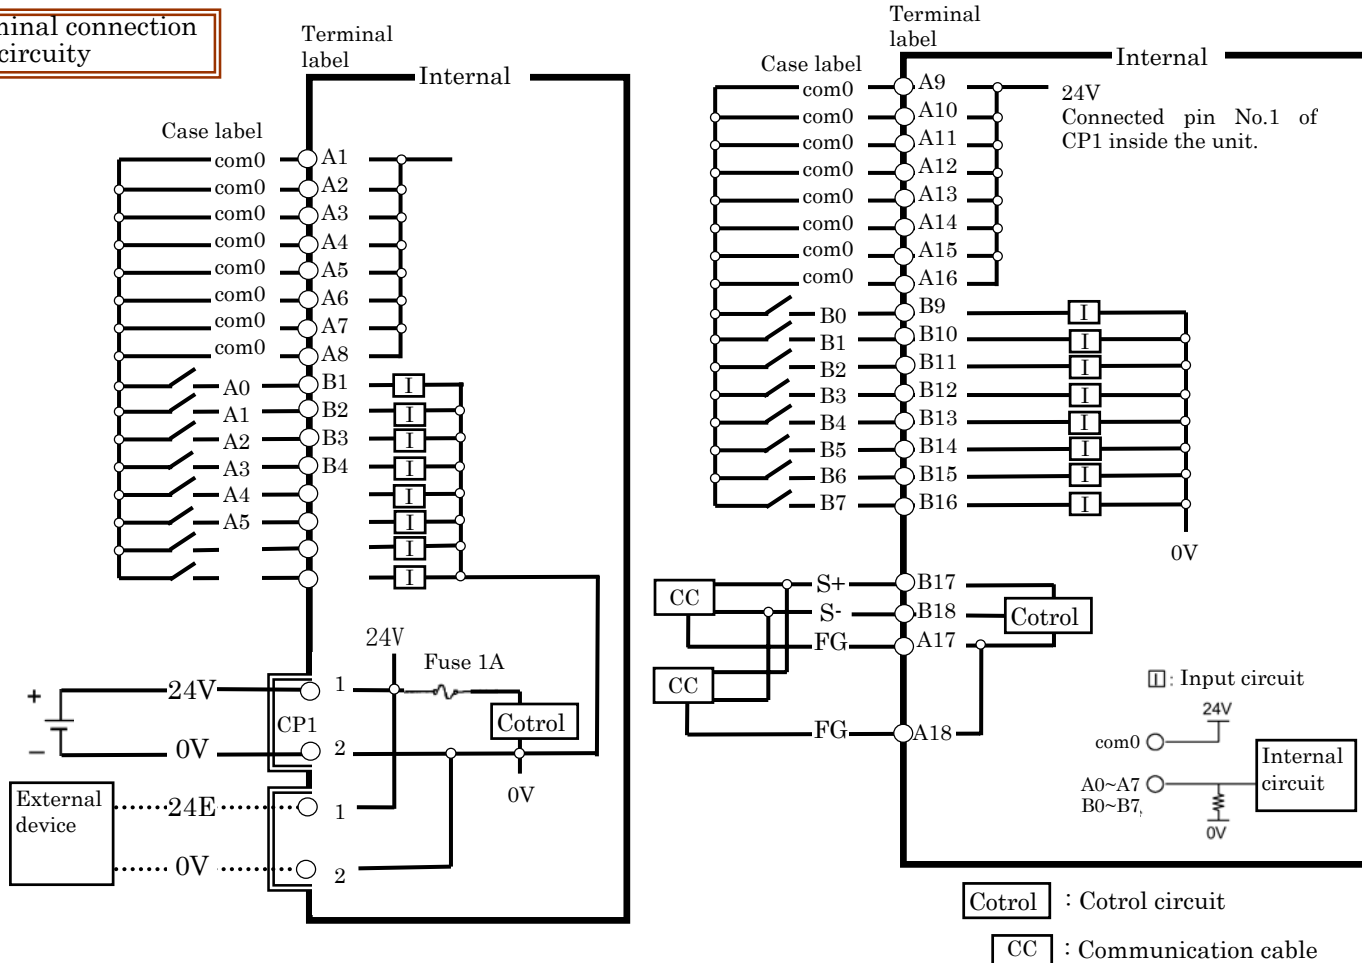 minal connection
circuity
Terminal
label
Internal
Case label
com0 A1
com0 A2
com0 A3
com0 A4
com0 A5
com0 A6
com0 A7
com0 A8
A0 B1 I
A1 B2 I
A2 B3 I
A3 B4 I
A4 I
A5 I
I
I
24V
Fuse 1A
+ 24V 1
CP1 Cotrol
− 0V 2
0V
External
device
24E 1
0V 2
Terminal
label
Internal
Case label
com0 A9
com0 A10
com0 A11
com0 A12
com0 A13
com0 A14
com0 A15
com0 A16
24V
Connected pin No.1 of
CP1 inside the unit.
B0 B9 I
B1 B10 I
B2 B11 I
B3 B12 I
B4 B13 I
B5 B14 I
B6 B15 I
B7 B16 I
0V
CC S+ B17
S- B18 Cotrol
FG A17
CC
FG A18
I : Input circuit
24V
com0
A0~A7
B0~B7,
Internal
circuit
0V
Cotrol : Cotrol circuit
CC : Communication cable